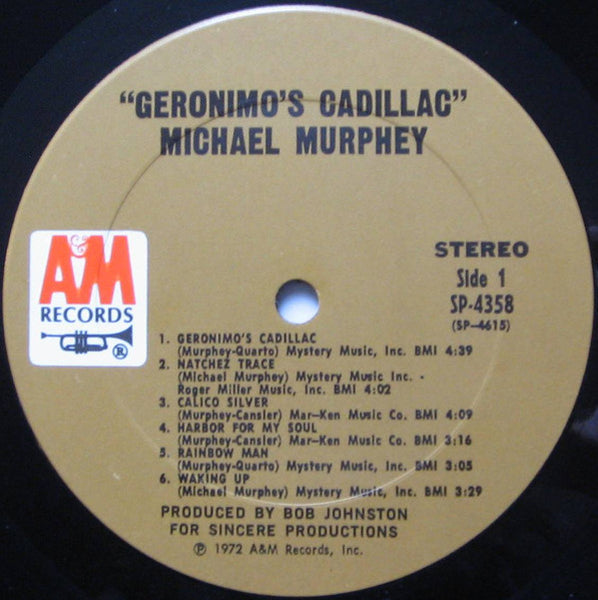 "GERONIMO'S CADILLAC"
MICHAEL MURPHEY
A&M
RECORDS
®
STEREO
Side 1
SP-4358
(SP-4615)
1. GERONIMO'S CADILLAC
(Murphey-Quarto) Mystery Music, Inc. BMI 4:39
2. NATCHEZ TRACE
(Michael Murphey) Mystery Music Inc. -
Roger Miller Music, Inc. BMI 4:02
3. CALICO SILVER
(Murphey-Cansler) Mar-Ken Music Co. BMI 4:09
4. HARBOR FOR MY SOUL
(Murphey-Cansler) Mar-Ken Music Co. BMI 3:16
5. RAINBOW MAN
(Murphey-Quarto) Mystery Music, Inc. BMI 3:05
6. WAKING UP
(Michael Murphey) Mystery Music, Inc. BMI 3:29
PRODUCED BY BOB JOHNSTON
FOR SINCERE PRODUCTIONS
℗ 1972 A&M Records, Inc.